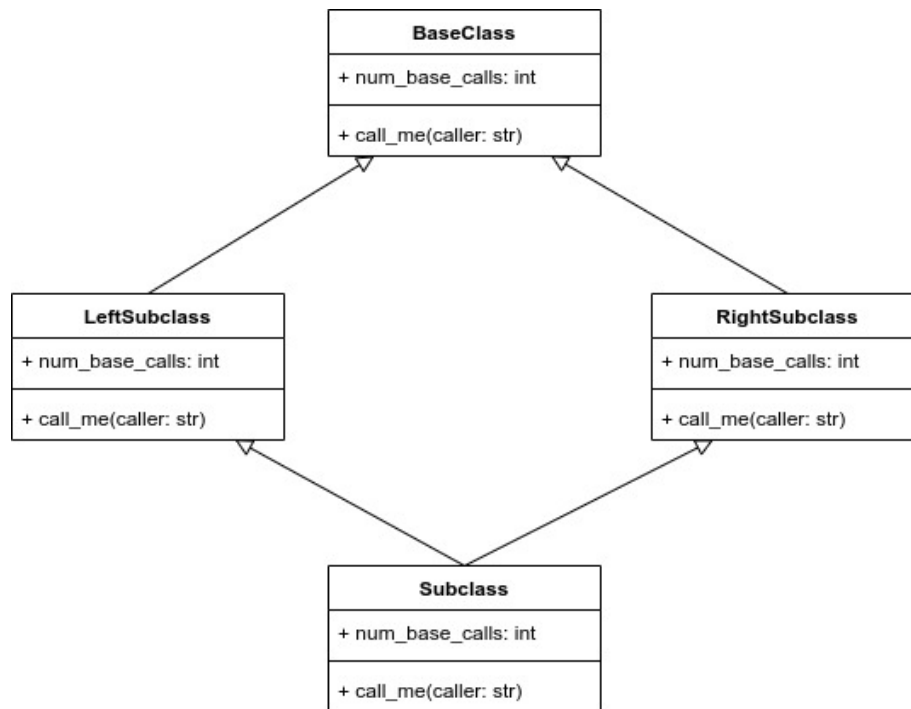 BaseClass
+ num_base_calls: int
+ call_me(caller: str)
LeftSubclass
+ num_base_calls: int
+ call_me(caller: str)
RightSubclass
+ num_base_calls: int
+ call_me(caller: str)
Subclass
+ num_base_calls: int
+ call_me(caller: str)